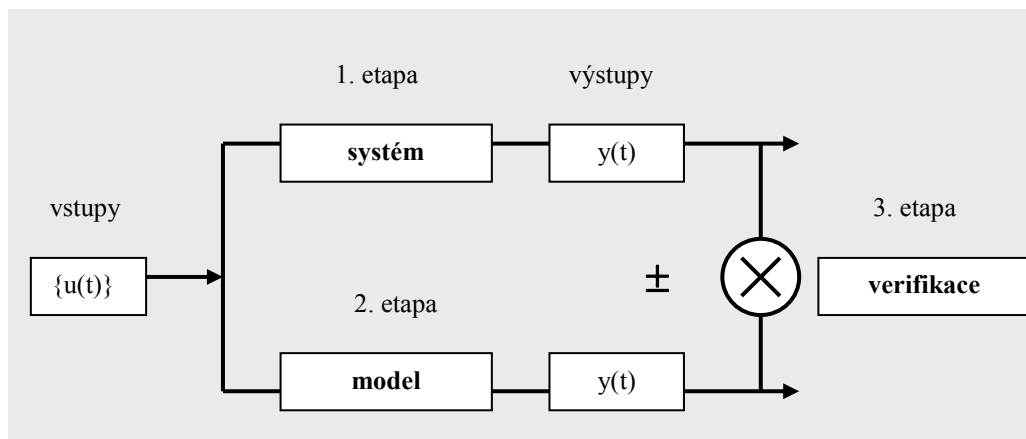 1. etapa
výstupy
systém
y(t)
vstupy
3. etapa
{u(t)}
±
verifikace
2. etapa
model
y(t)